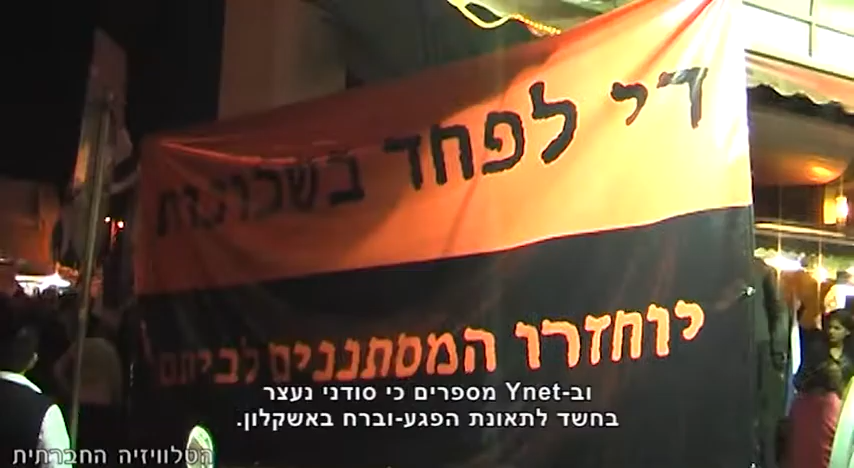 די לפחד בשכונות
יוחזרו המסתננים לביתם
וב-Ynet מספרים כי סודני נעצר
בחשד לתאונת הפגע-וברח באשקלון.
הטלוויזיה החברתית